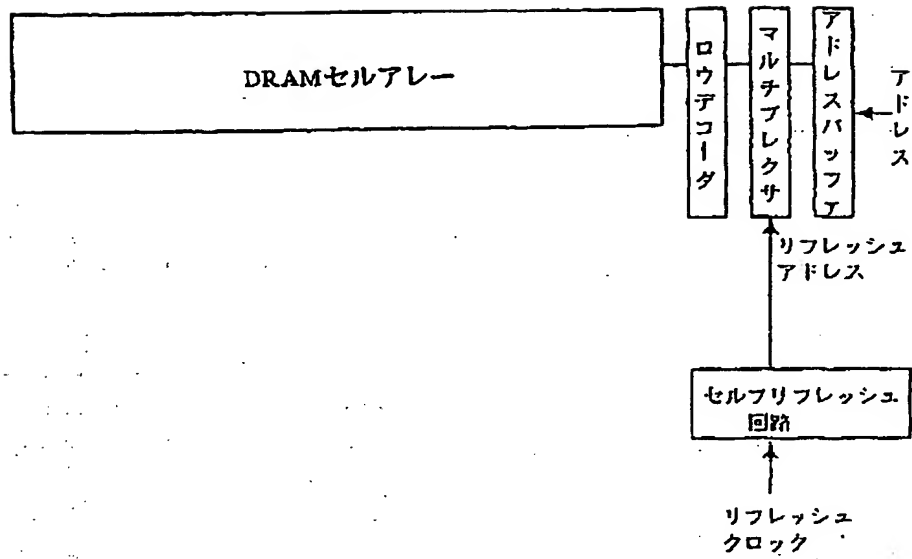 DRAMセルアレー
ロウデコーダ
マルチプレクサ
アドレスバッファ
アドレス
リフレッシュ
アドレス
セルフリフレッシュ
回路
リフレッシュ
クロック